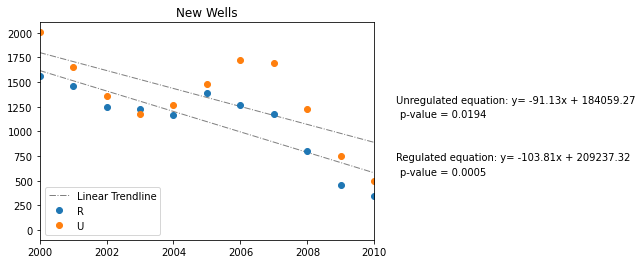 New Wells
2000
1750
1500
1250
1000
750
500
250
0
2000
2002
2004
2006
2008
2010
Linear Trendline
R
U
Unregulated equation: y= -91.13x + 184059.27
p-value = 0.0194
Regulated equation: y= -103.81x + 209237.32
p-value = 0.0005